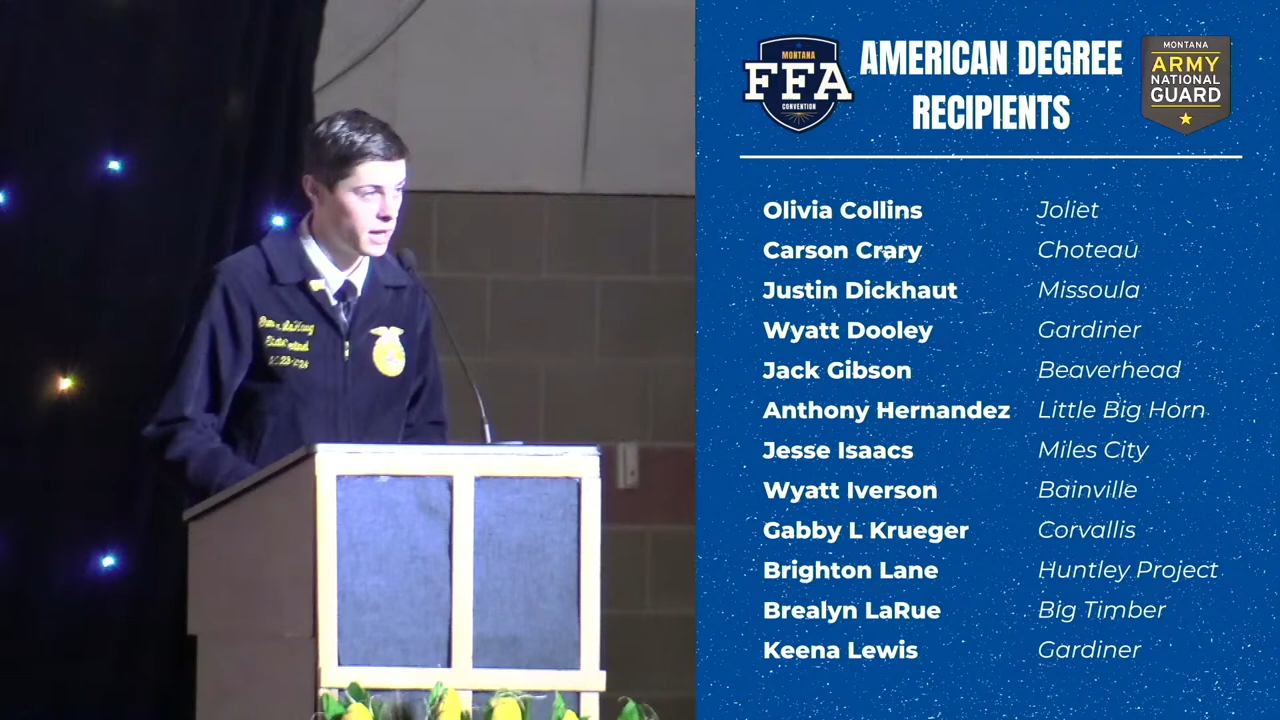 MONTANA
FFA
CONVENTION
AMERICAN DEGREE
RECIPIENTS
MONTANA
ARMY
NATIONAL
GUARD
Olivia Collins Joliet
Carson Crary Choteau
Justin Dickhaut Missoula
Wyatt Dooley Gardiner
Jack Gibson Beaverhead
Anthony Hernandez Little Big Horn
Jesse Isaacs Miles City
Wyatt Iverson Bainville
Gabby L Krueger Corvallis
Brighton Lane Huntley Project
Brealyn LaRue Big Timber
Keena Lewis Gardiner